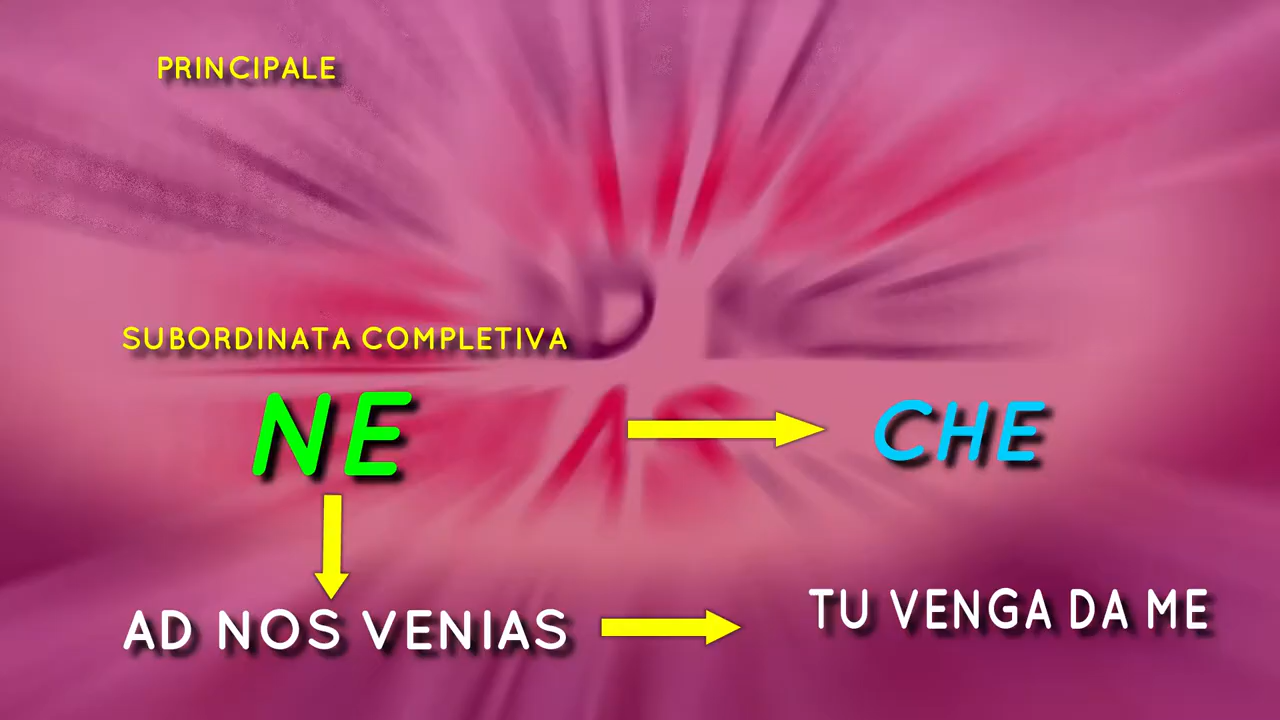 PRINCIPALE
SUBORDINATA COMPLETIVA
NE CHE
AD NOS VENIAS TU VENGA DA ME